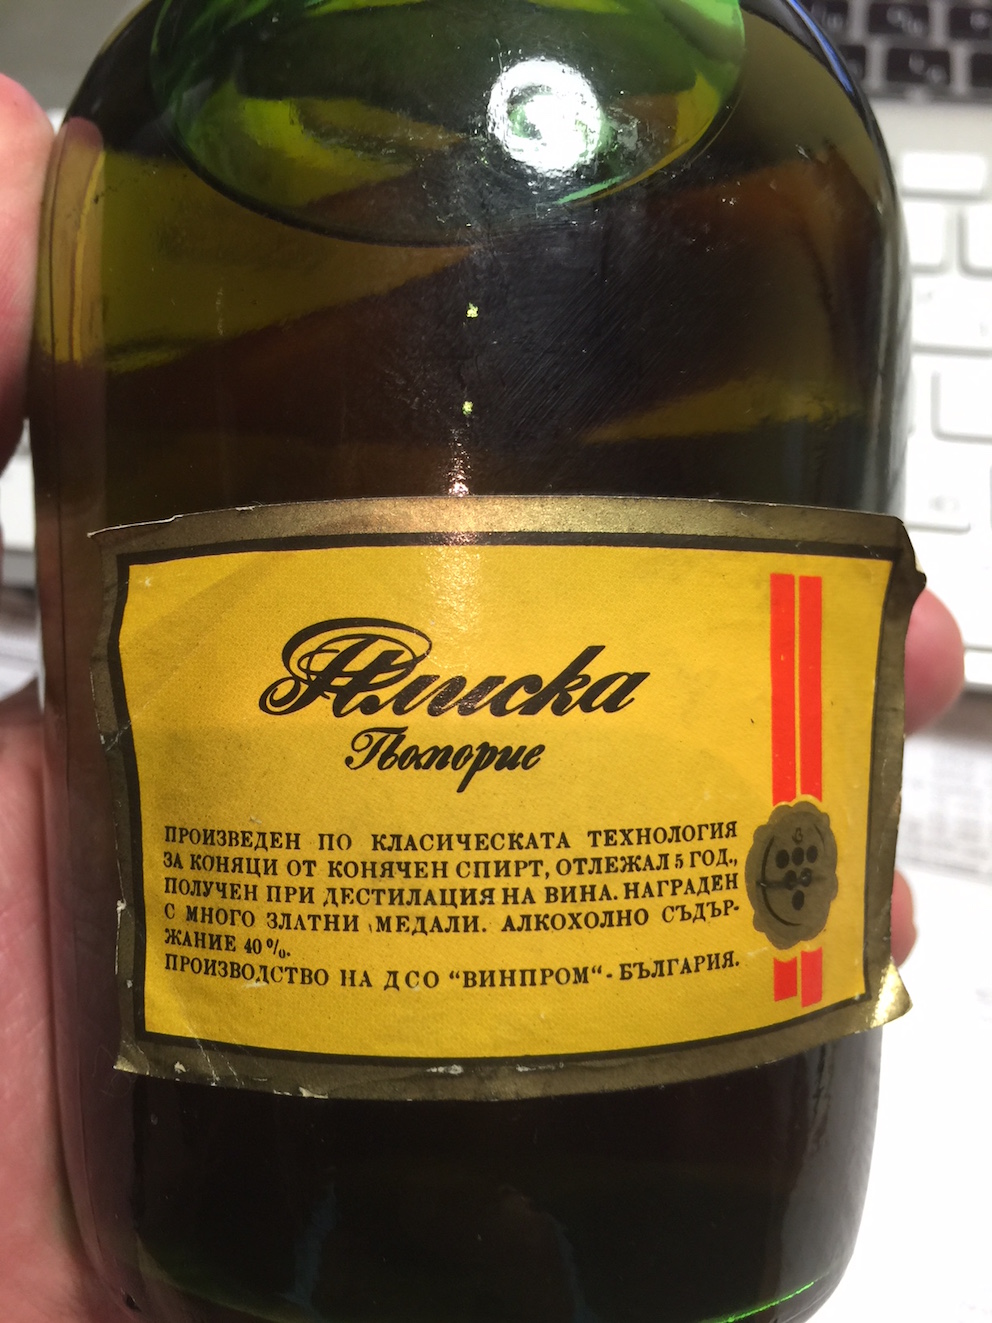 Плиска
Поморие
ПРОИЗВЕДЕН ПО КЛАСИЧЕСКАТА ТЕХНОЛОГИЯ
ЗА КОНЯЦИ ОТ КОНЯЧЕН СПИРТ, ОТЛЕЖАЛ 5 ГОД.,
ПОЛУЧЕН ПРИ ДЕСТИЛАЦИЯ НА ВИНА. НАГРАДЕН
С МНОГО ЗЛАТНИ МЕДАЛИ. АЛКОХОЛНО СЪДЪР-
ЖАНИЕ 40%.
ПРОИЗВОДСТВО НА ДСО "ВИНПРОМ“ - БЪЛГАРИЯ.